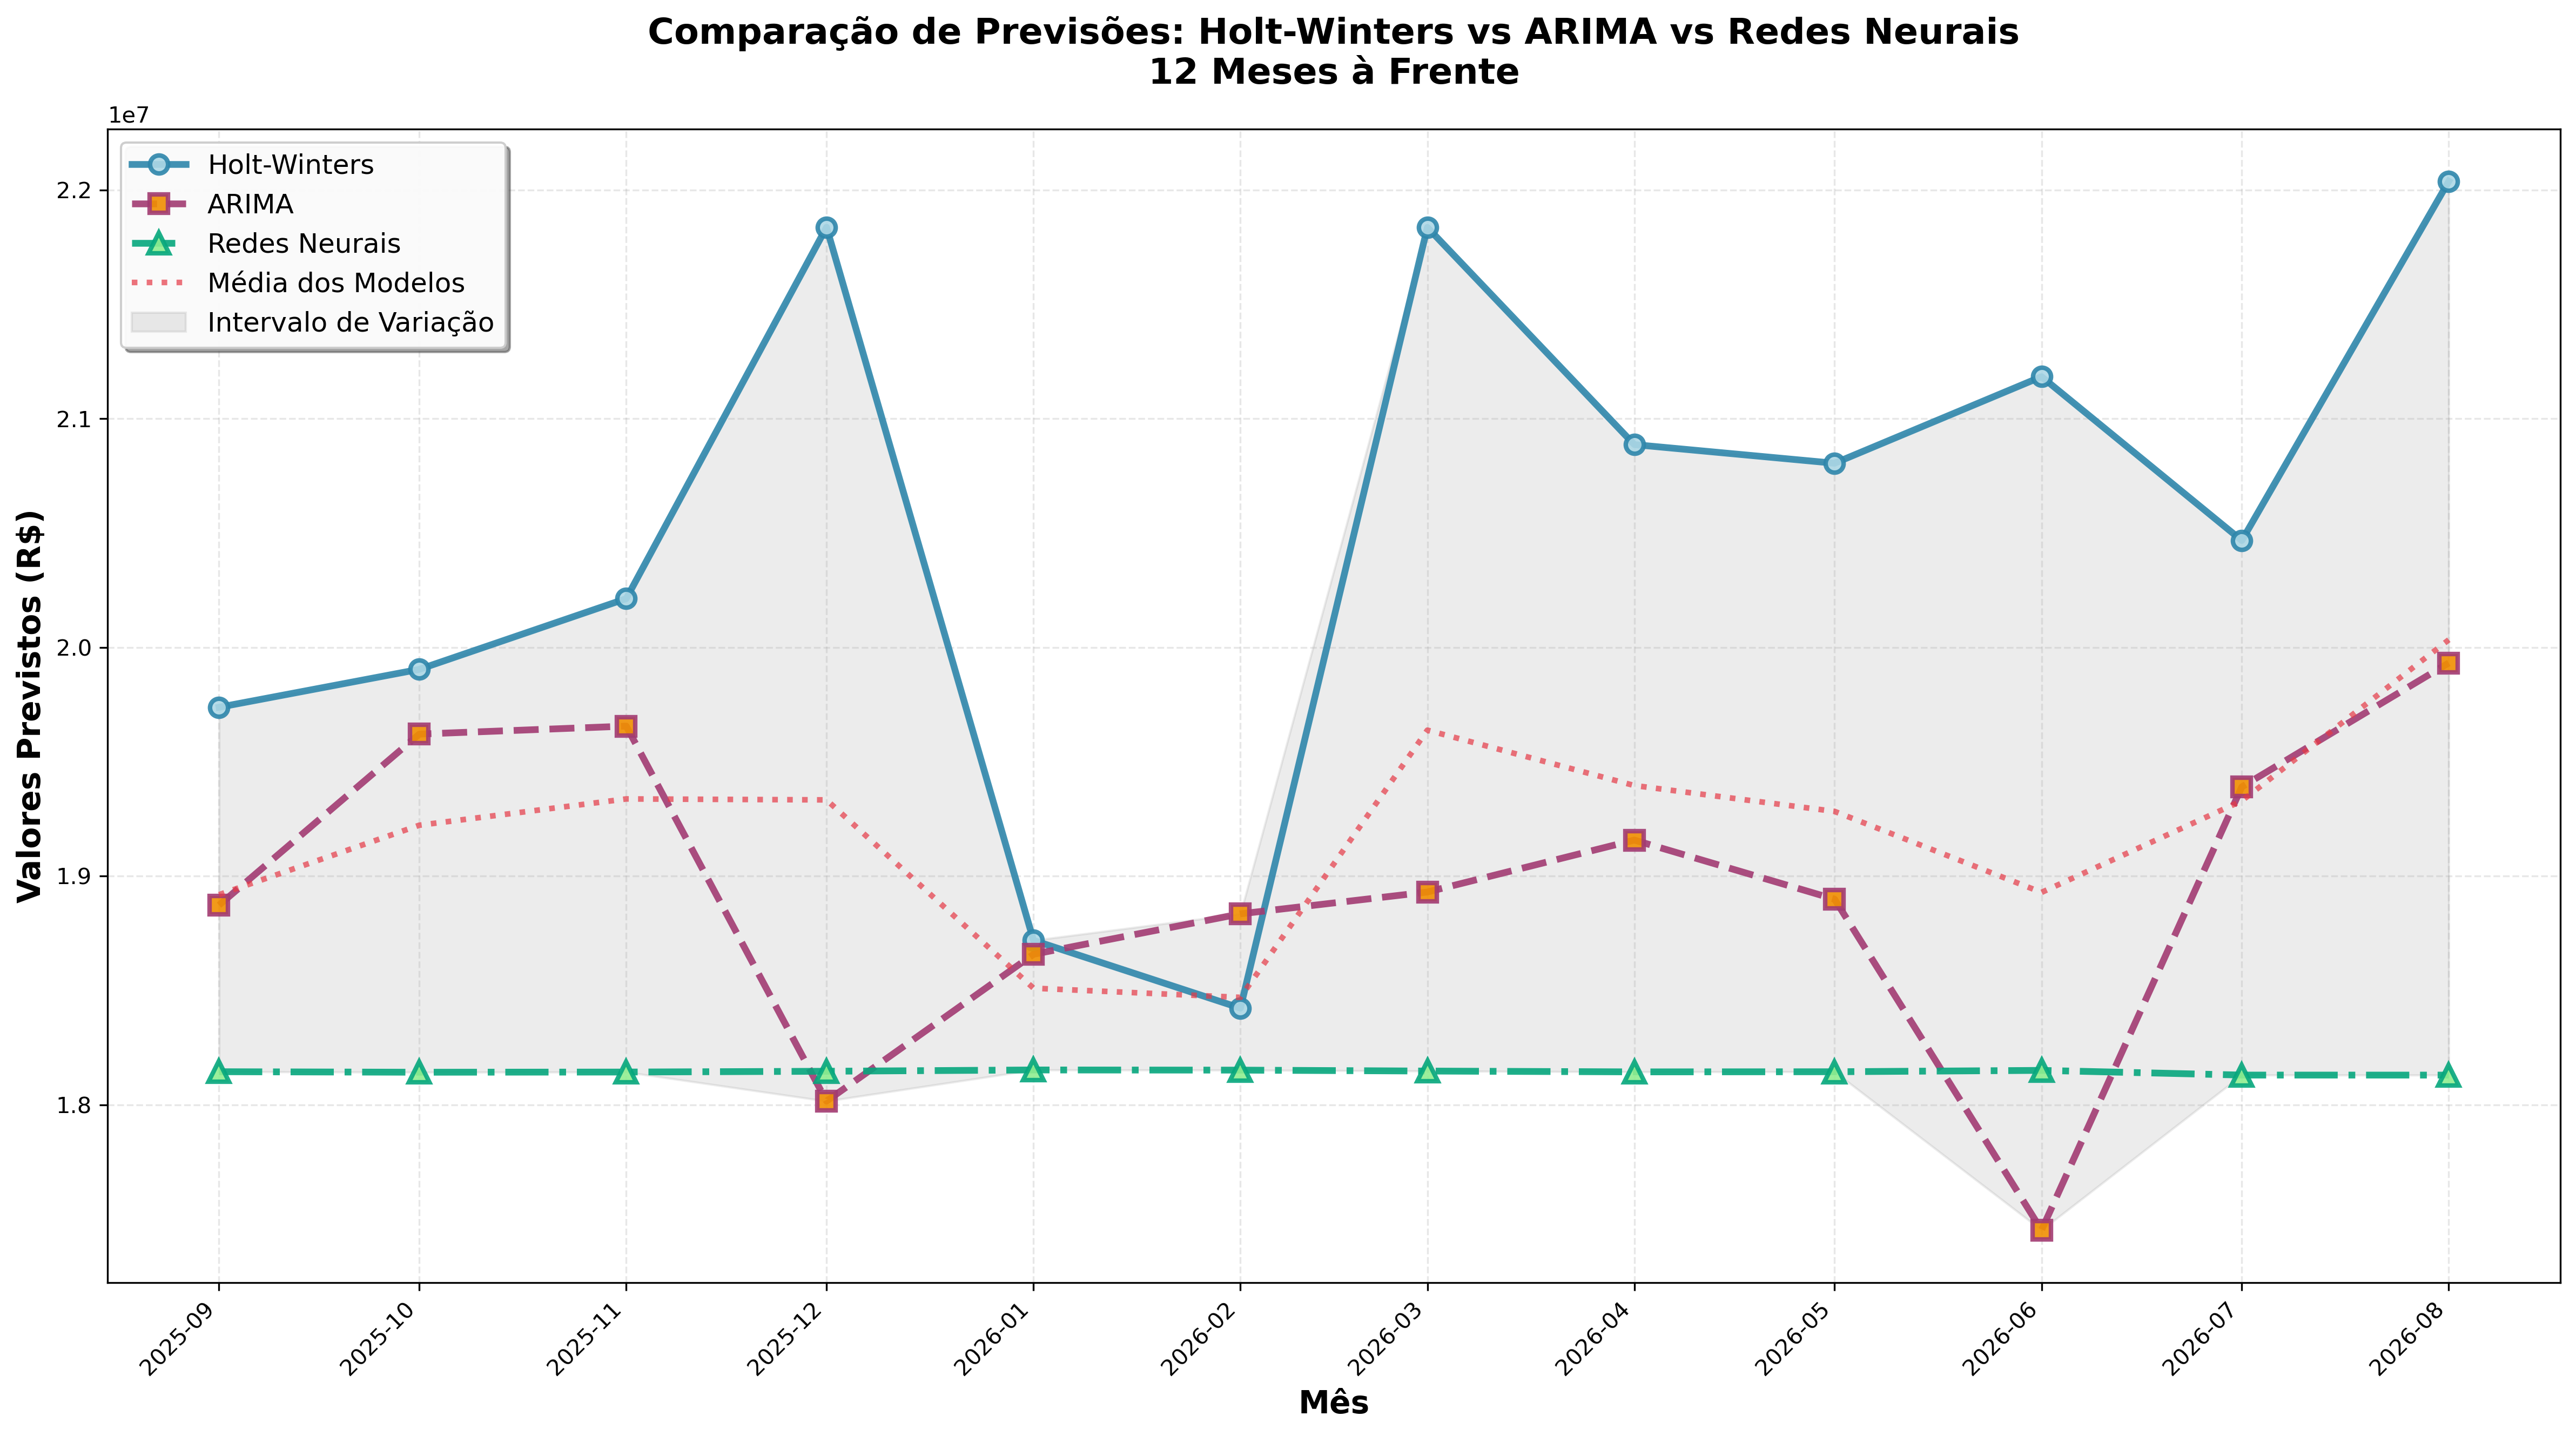 Comparação de Previsões: Holt-Winters vs ARIMA vs Redes Neurais
12 Meses à Frente
1e7
Holt-Winters
ARIMA
Redes Neurais
Média dos Modelos
Intervalo de Variação
2.2
2.1
2.0
1.9
1.8
Valores Previstos (R$)
2025-09
2025-10
2025-11
2025-12
2026-01
2026-02
2026-03
2026-04
2026-05
2026-06
2026-07
2026-08
Mês